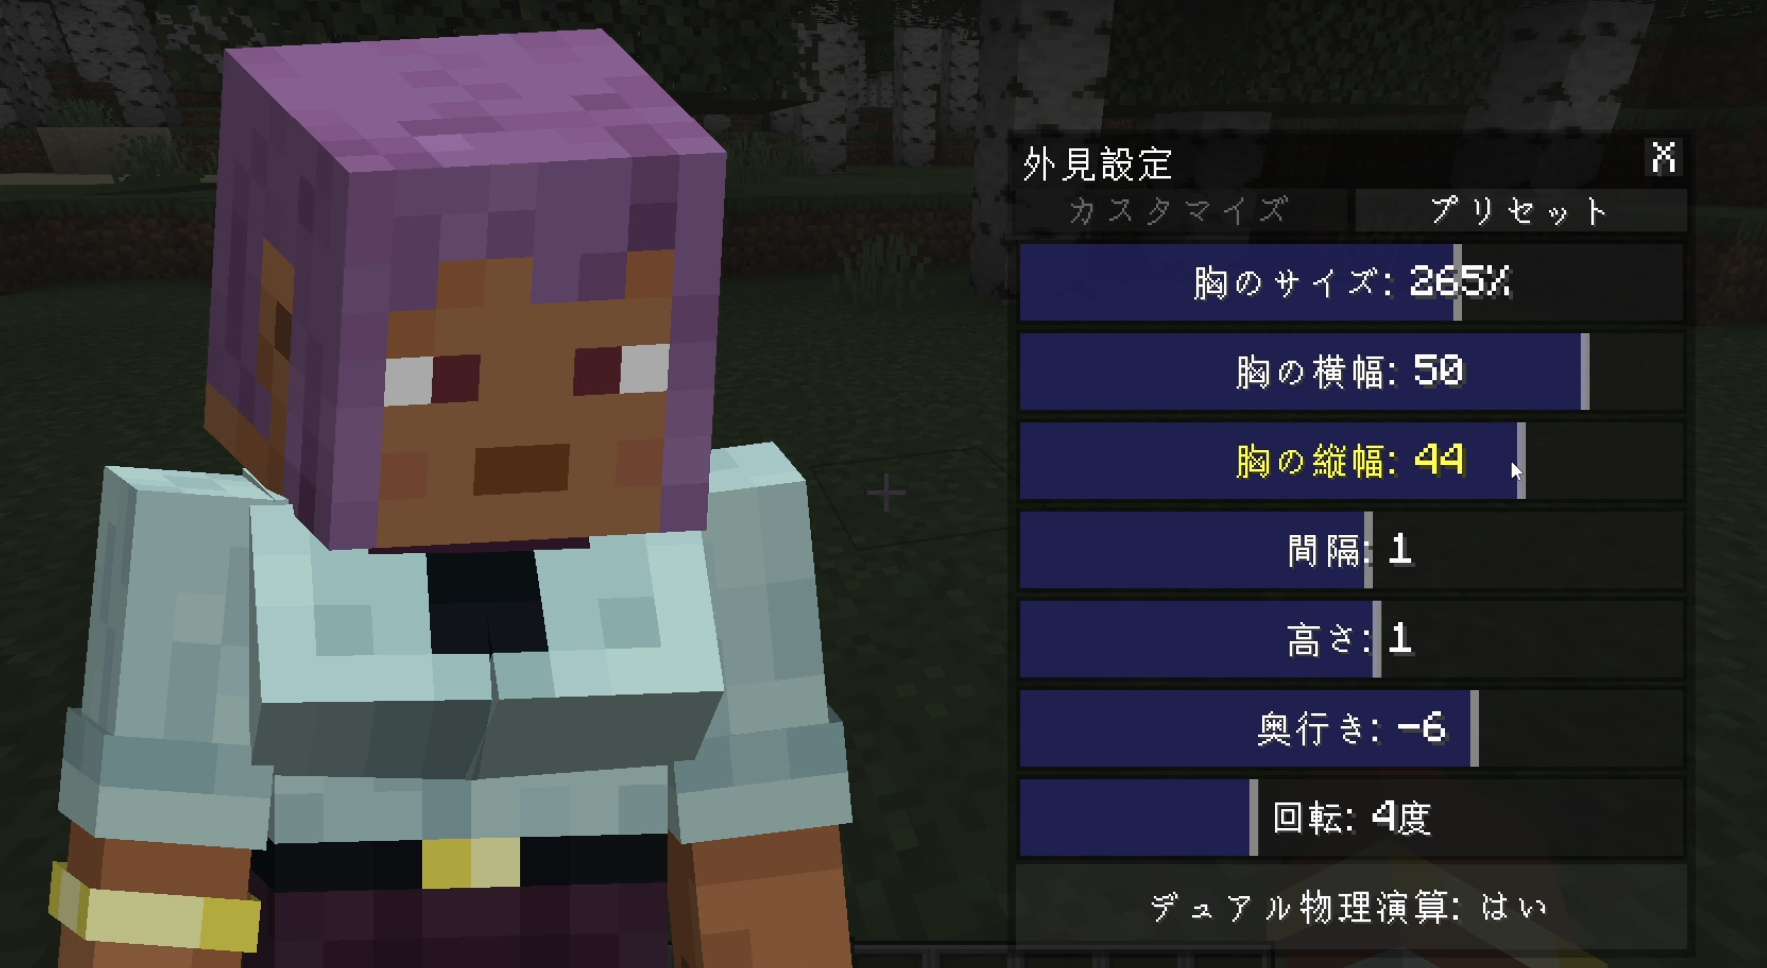 外見設定
X
カスタマイズ
プリセット
胸のサイズ: 265%
胸の横幅: 50
胸の縦幅: 44
間隔: 1
高さ: 1
奥行き: -6
回転: 4度
デュアル物理演算: はい